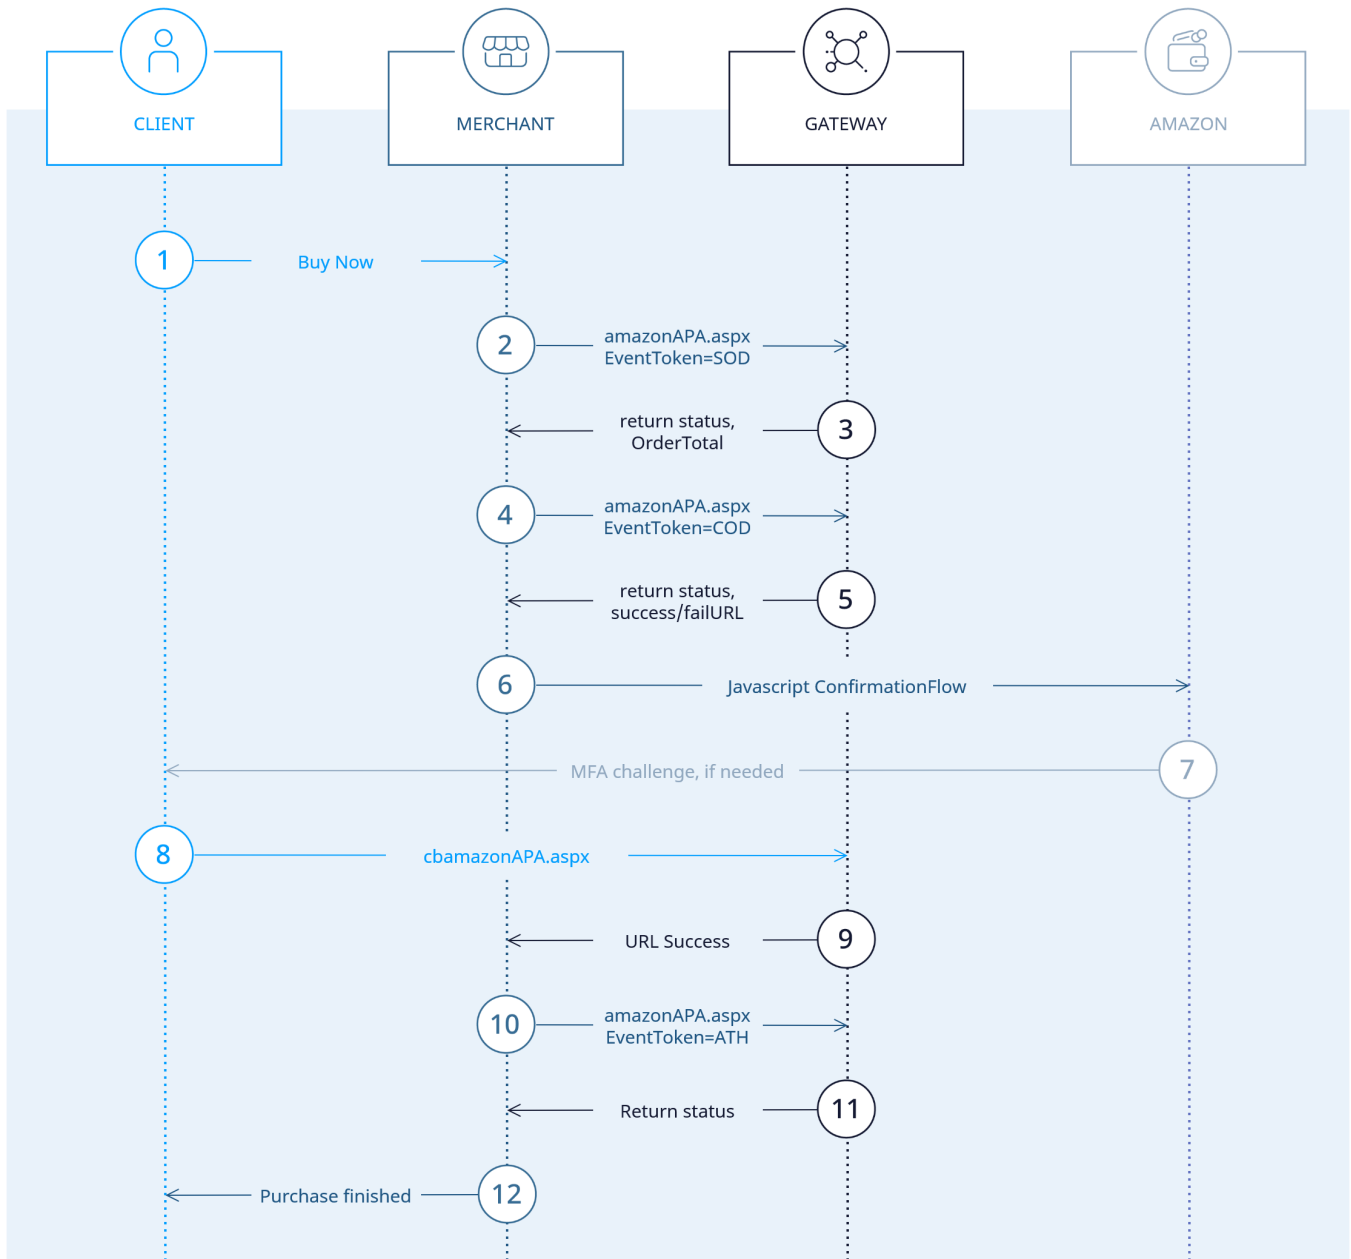 CLIENT
MERCHANT
GATEWAY
AMAZON
1
Buy Now
2
amazonAPA.aspx
EventToken=SOD
return status,
OrderTotal
3
4
amazonAPA.aspx
EventToken=COD
return status,
success/failURL
5
6
Javascript ConfirmationFlow
MFA challenge, if needed
7
8
cbamazonAPA.aspx
URL Success
9
10
amazonAPA.aspx
EventToken=ATH
Return status
11
Purchase finished
12